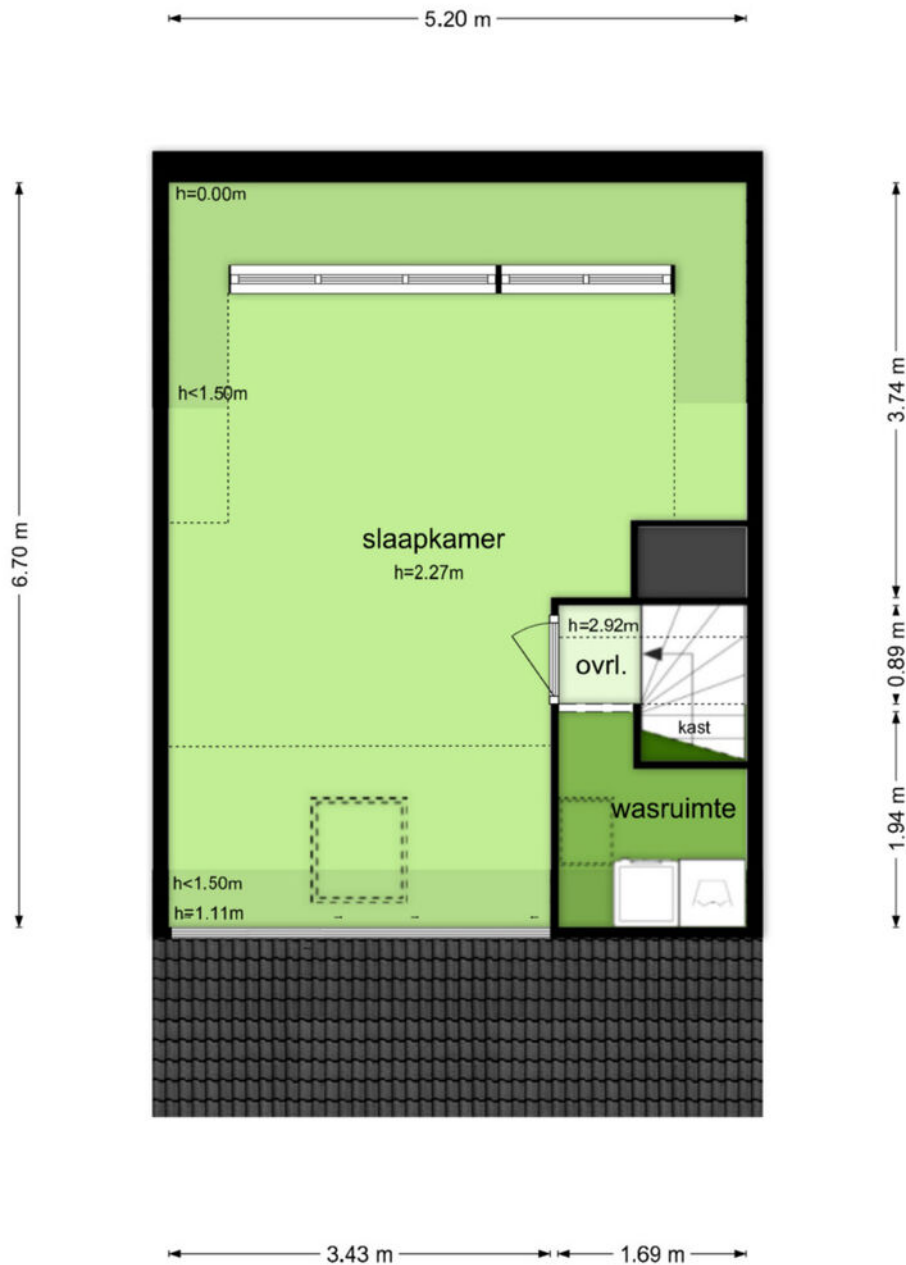 5.20 m
h=0.00m
6.70 m
3.74 m
h<1.50m
slaapkamer
h=2.27m
h=2.92m
ovrl.
0.89 m
kast
wasruimte
1.94 m
h<1.50m
h=1.11m
3.43 m
1.69 m